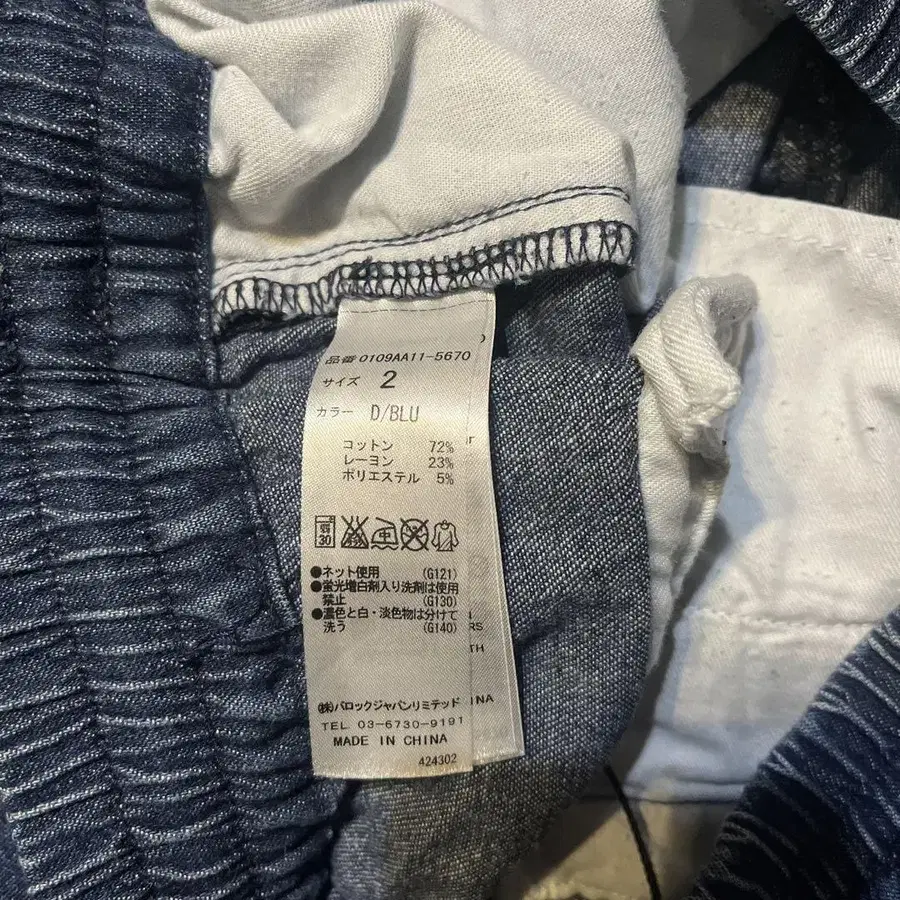 品番 0109AA11-5670
サイズ 2
カラー D/BLU
コットン 72%
レーヨン 23%
ポリエステル 5%
●ネット使用 (G121)
●蛍光増白剤入り洗剤は使用
禁止 (G130)
●濃色と白・淡色物は分けて
洗う (G140)
RS
TH
㈱バロックジャパンリミテッド
INA
TEL 03-6730-9191
MADE IN CHINA
424302